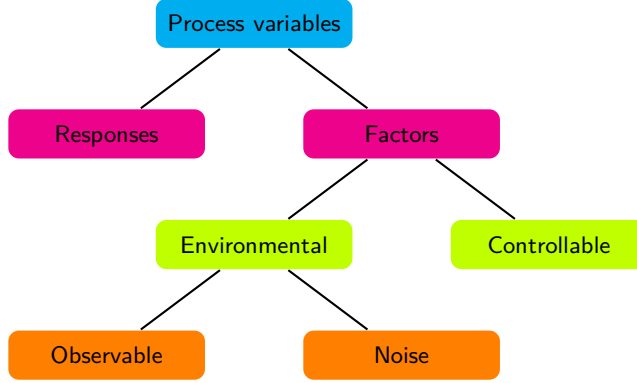 Process variables
Responses
Factors
Environmental
Controllable
Observable
Noise